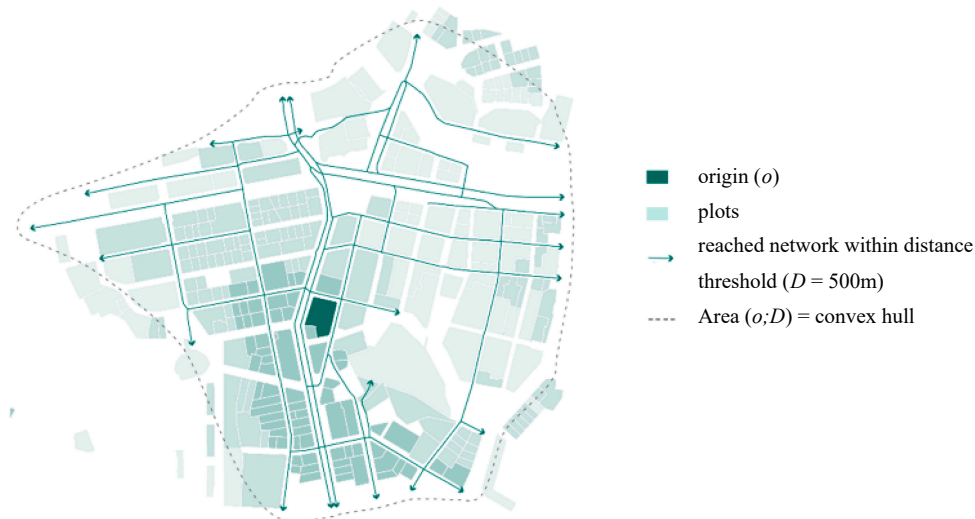 origin (o)
plots
reached network within distance
threshold (D = 500m)
Area (o;D) = convex hull